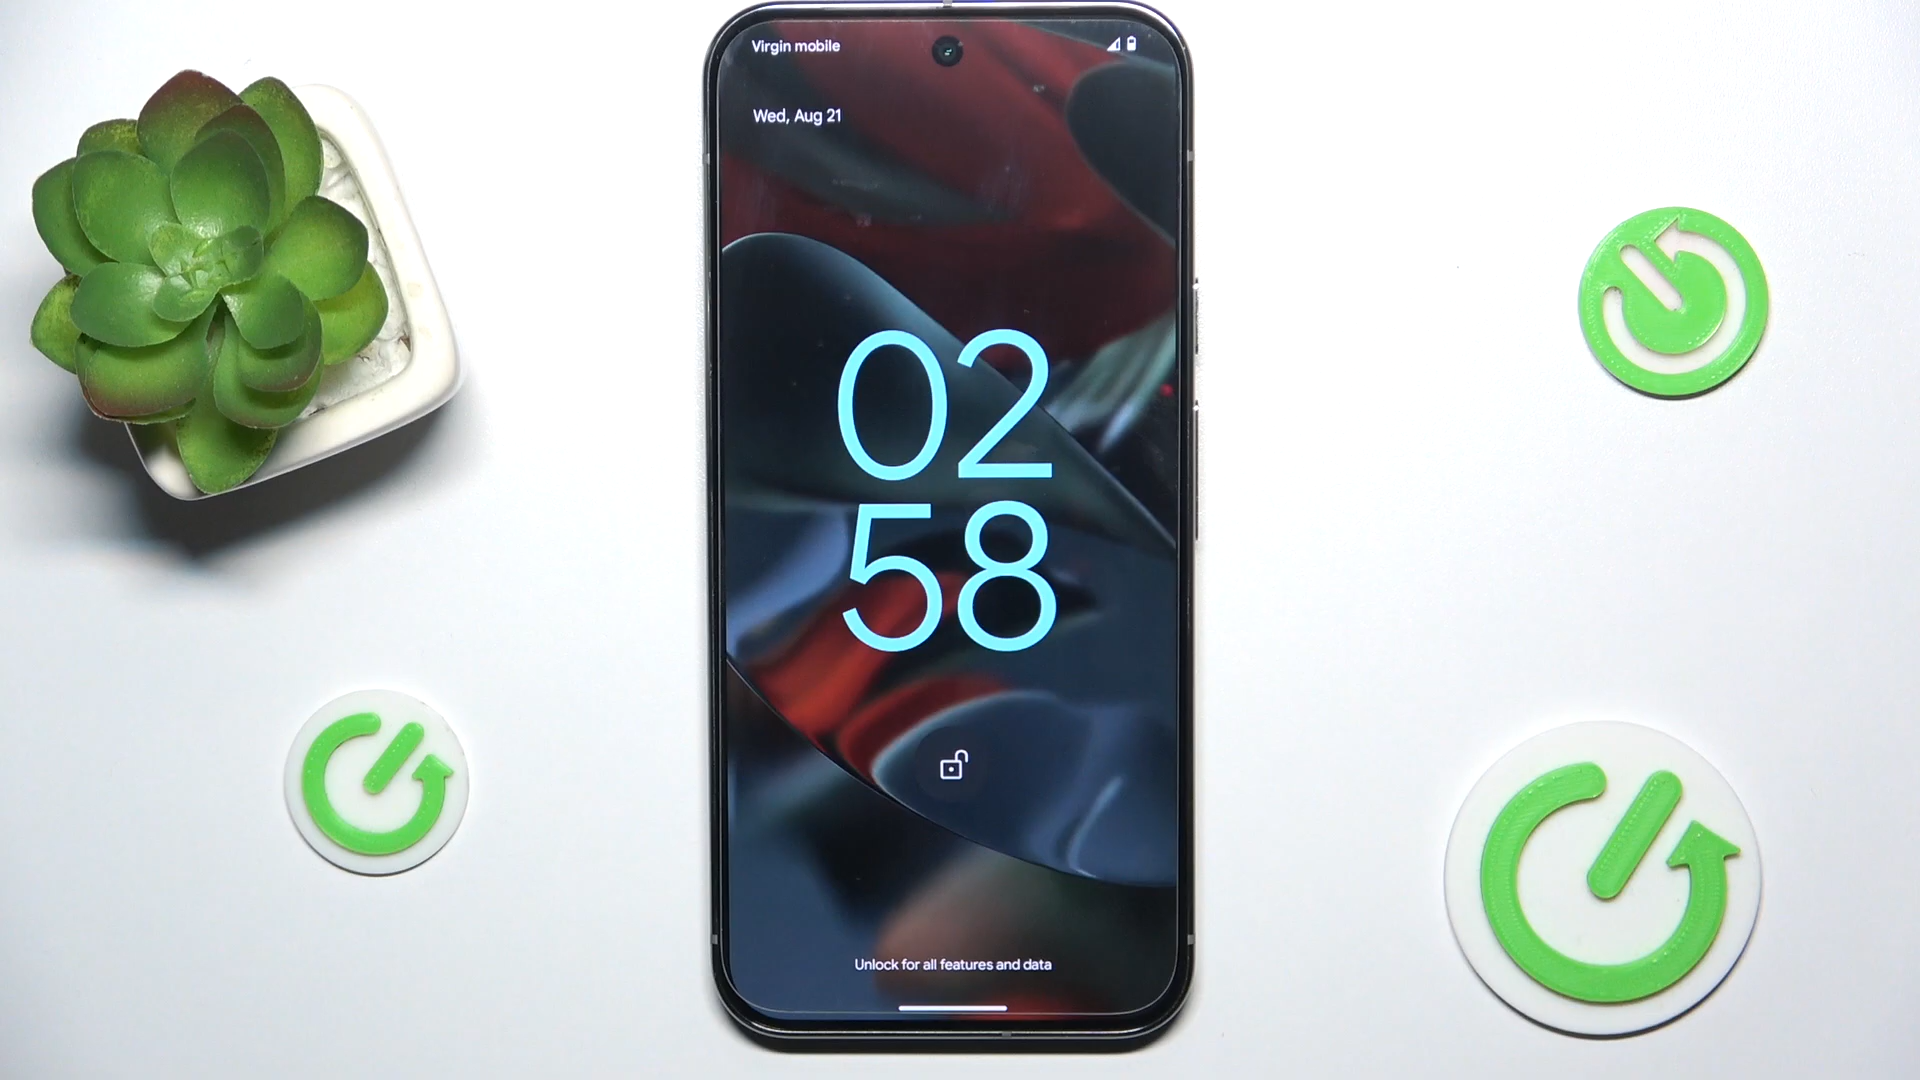 Virgin mobile
Wed, Aug 21
02
58
Unlock for all features and data